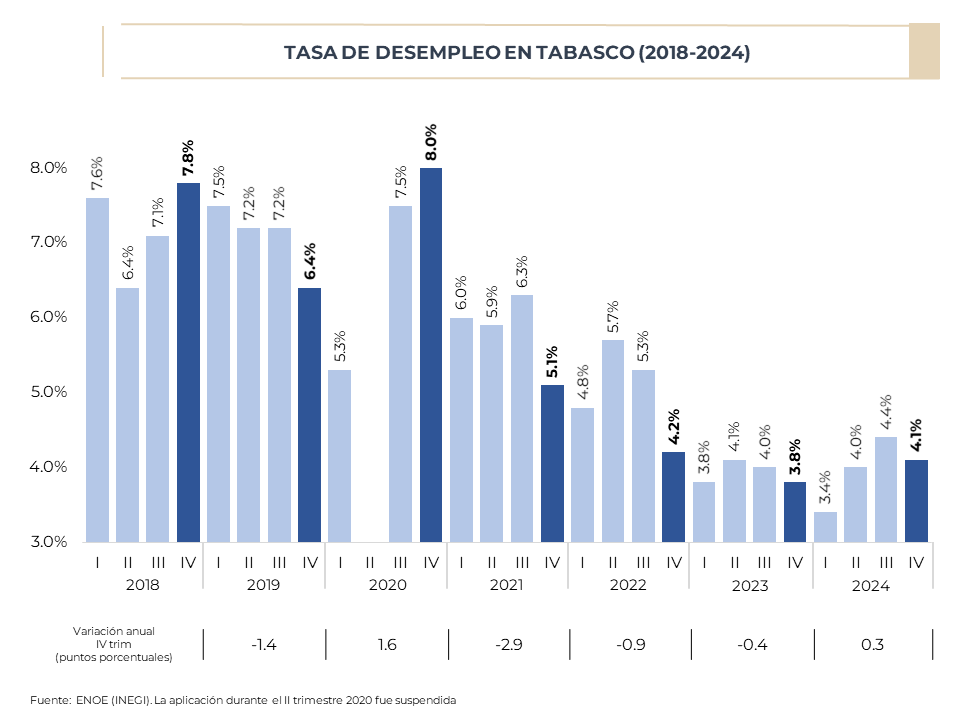 TASA DE DESEMPLEO EN TABASCO (2018-2024)
8.0%
7.0%
6.0%
5.0%
4.0%
3.0%
7.6% 6.4% 7.1% 7.8% 7.5% 7.2% 7.2% 6.4% 5.3% 7.5% 8.0% 6.0% 5.9% 6.3% 5.1% 4.8% 5.7% 5.3% 4.2% 3.8% 4.1% 4.0% 3.8% 3.4% 4.0% 4.4% 4.1%
I II III IV I II III IV I II III IV I II III IV I II III IV I II III IV I II III IV
2018 2019 2020 2021 2022 2023 2024
Variación anual
IV trim
(puntos porcentuales)
-1.4 1.6 -2.9 -0.9 -0.4 0.3
Fuente: ENOE (INEGI). La aplicación durante el II trimestre 2020 fue suspendida